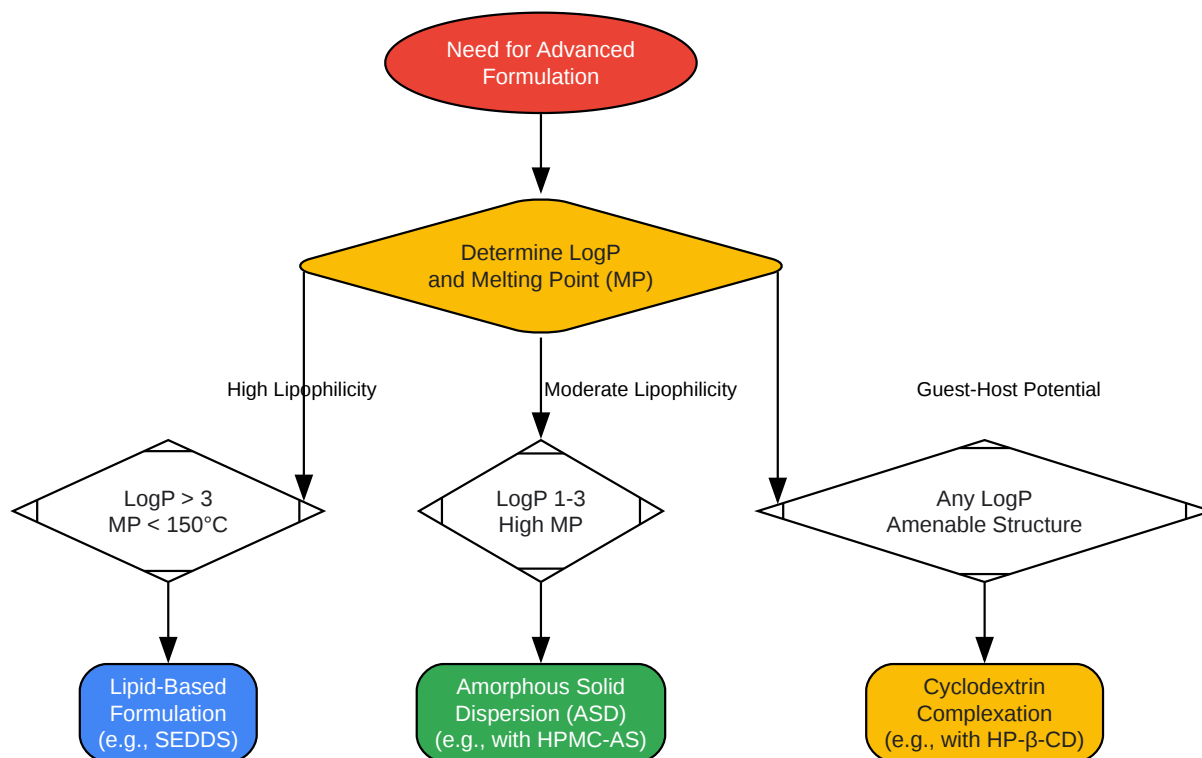 Need for Advanced
Formulation
Determine LogP
and Melting Point (MP)
High Lipophilicity
Moderate Lipophilicity
Guest-Host Potential
LogP > 3
MP < 150°C
LogP 1-3
High MP
Any LogP
Amenable Structure
Lipid-Based
Formulation
(e.g., SEDDS)
Amorphous Solid
Dispersion (ASD)
(e.g., with HPMC-AS)
Cyclodextrin
Complexation
(e.g., with HP-β-CD)